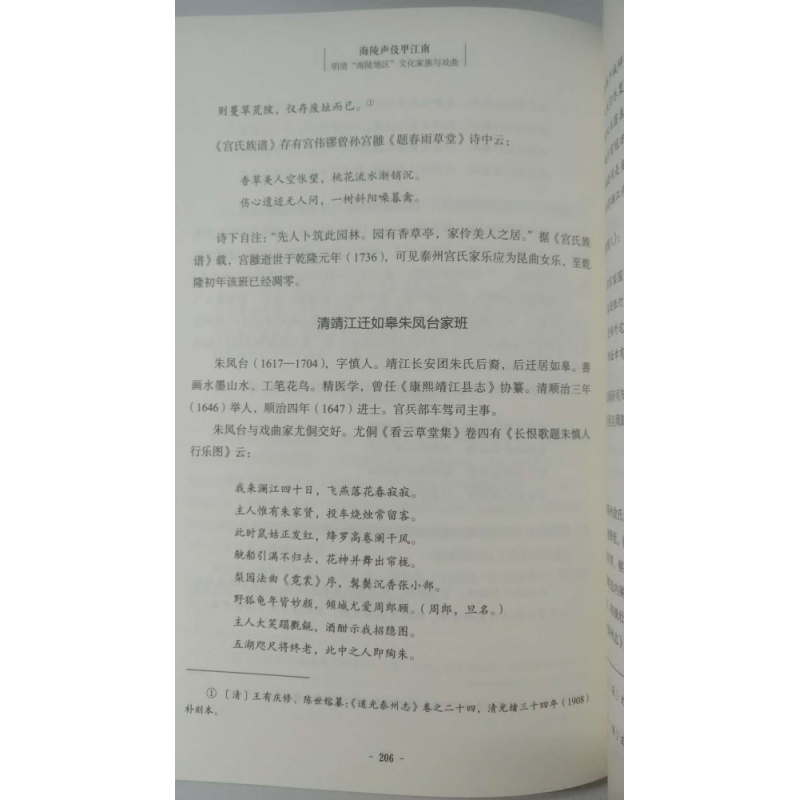 海陵声伎甲江南
明清“海陵地区”文化家族与戏曲
则蔓草荒陂，仅存废址而已。①
《宫氏族谱》存有宫伟镠曾孙宫龖《题春雨草堂》诗中云：
香草美人空怅望，桃花流水渐销沉。
伤心遗迹无人问，一树斜阳噪暮禽。
诗下自注：“先人卜筑此园林。园有香草亭，家伶美人之居。”据《宫氏族
谱》载，宫龖逝世于乾隆元年（1736），可见泰州宫氏家乐应为昆曲女乐，至乾
隆初年该班已经凋零。
清靖江迁如皋朱凤台家班
朱凤台（1617—1704），字慎人。靖江长安团朱氏后裔，后迁居如皋。善
画水墨山水、工笔花鸟。精医学，曾任《康熙靖江县志》协纂。清顺治三年
（1646）举人，顺治四年（1647）进士。官兵部车驾司主事。
朱凤台与戏曲家尤侗交好。尤侗《看云草堂集》卷四有《长恨歌题朱慎人
行乐图》云：
我来澜江四十日，飞燕落花春寂寂。
主人惟有朱家贤，投车烧烛常留客。
此时鼠姑正发红，绛罗高卷阑干风。
觥船引满不归去，花神并舞出帘栊。
梨园法曲《霓裳》序，鬅鬙沉香张小部。
野狐龟年皆妙颜，倾城尤爱周郎顾。（周郎，旦名。）
主人大笑蹋氍毹，酒酣示我招隐图。
五湖咫尺将终老，此中之人即陶朱。
① ［清］王有庆修、陈世镕纂：《道光泰州志》卷之二十四，清光绪三十四年（1908）
补刻本。
- 206 -